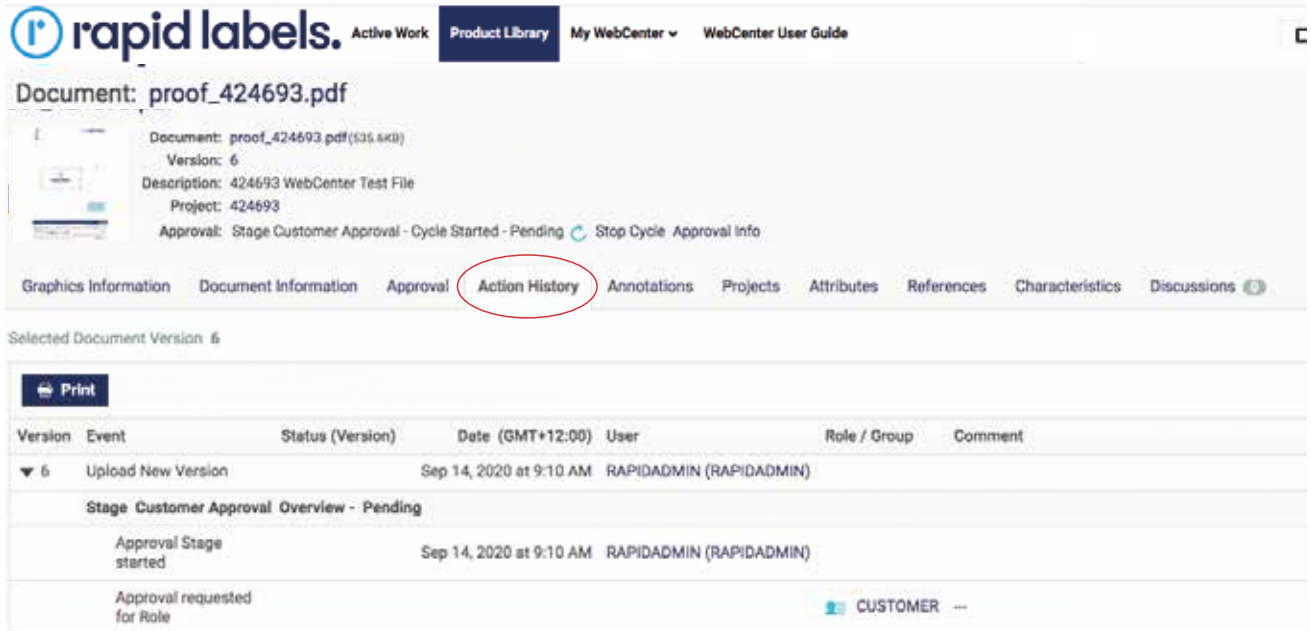 rapid labels. Active Work Product Library My WebCenter WebCenter User Guide
Document: proof_424693.pdf
Document: proof_424693.pdf(535.6KB)
Version: 6
Description: 424693 WebCenter Test File
Project: 424693
Approval: Stage Customer Approval - Cycle Started - Pending Stop Cycle Approval Info
Graphics Information Document Information Approval Action History Annotations Projects Attributes References Characteristics Discussions 0
Selected Document Version 6
Print
Version Event Status (Version) Date (GMT+12:00) User Role / Group Comment
6 Upload New Version Sep 14, 2020 at 9:10 AM RAPIDADMIN (RAPIDADMIN)
Stage Customer Approval Overview - Pending
Approval Stage
started Sep 14, 2020 at 9:10 AM RAPIDADMIN (RAPIDADMIN)
Approval requested
for Role CUSTOMER ---